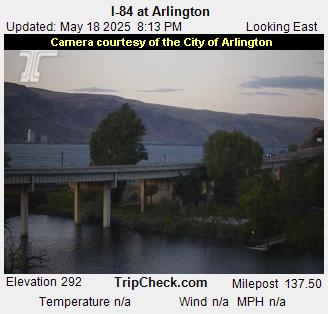 I-84 at Arlington
Updated: May 18 2025 8:13 PM Looking East
Camera courtesy of the City of Arlington
Elevation 292 TripCheck.com Milepost 137.50
Temperature n/a Wind n/a MPH n/a